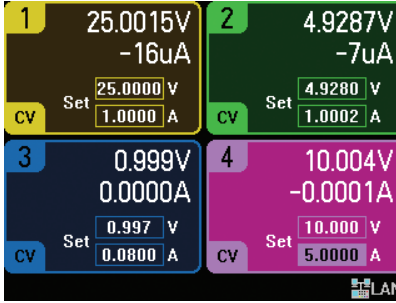 1 25.0015V
-16uA
Set 25.0000 V
1.0000 A
CV
2 4.9287V
-7uA
Set 4.9280 V
1.0002 A
CV
3 0.999V
0.0000A
Set 0.997 V
0.0800 A
CV
4 10.004V
-0.0001A
Set 10.000 V
5.0000 A
CV
LAN